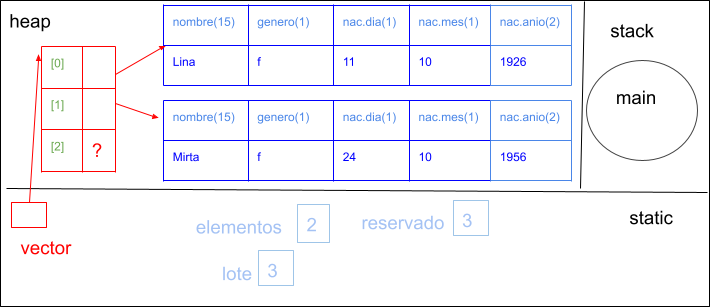 heap
nombre(15) genero(1) nac.dia(1) nac.mes(1) nac.anio(2)
Lina f 11 10 1926
stack
main
[0]
[1]
[2] ?
nombre(15) genero(1) nac.dia(1) nac.mes(1) nac.anio(2)
Mirta f 24 10 1956
vector
elementos 2
reservado 3
lote 3
static